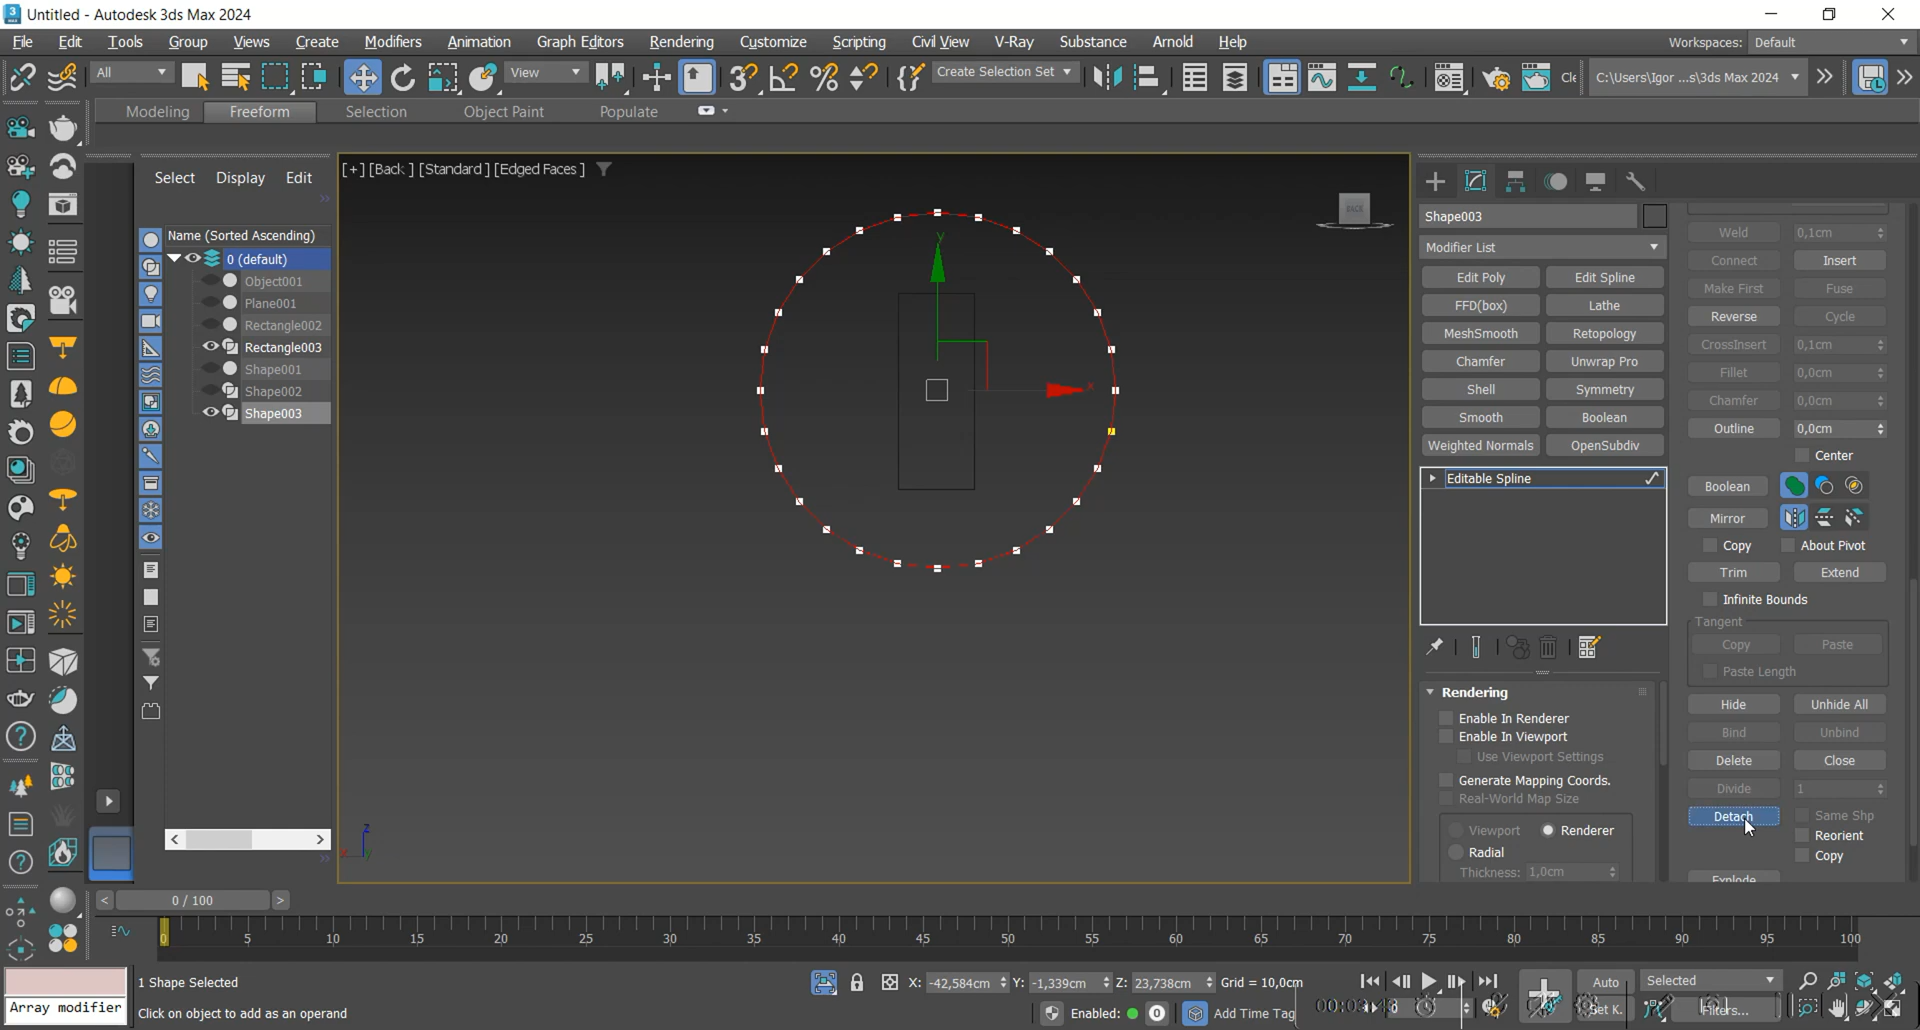 Untitled - Autodesk 3ds Max 2024
File Edit Tools Group Views Create Modifiers Animation Graph Editors Rendering Customize Scripting Civil View V-Ray Substance Arnold Help
Workspaces: Default
All View Create Selection Set Cle C:\Users\Igor ...s\3ds Max 2024
Modeling Freeform Selection Object Paint Populate
Select Display Edit
[+] [Back ] [Standard ] [Edged Faces ]
Name (Sorted Ascending)
0 (default)
Object001
Plane001
Rectangle002
Rectangle003
Shape001
Shape002
Shape003
BACK
y
x
z
Shape003
Modifier List
Edit Poly Edit Spline
FFD(box) Lathe
MeshSmooth Retopology
Chamfer Unwrap Pro
Shell Symmetry
Smooth Boolean
Weighted Normals OpenSubdiv
Editable Spline
Rendering
Enable In Renderer
Enable In Viewport
Use Viewport Settings
Generate Mapping Coords.
Real-World Map Size
Viewport Renderer
Radial
Thickness: 1,0cm
Weld 0,1cm
Connect Insert
Make First Fuse
Reverse Cycle
CrossInsert 0,1cm
Fillet 0,0cm
Chamfer 0,0cm
Outline 0,0cm
Center
Boolean
Mirror
Copy About Pivot
Trim Extend
Infinite Bounds
Tangent
Copy Paste
Paste Length
Hide Unhide All
Bind Unbind
Delete Close
Divide 1
Detach Same Shp
Reorient
Copy
Explode
0 / 100
0 5 10 15 20 25 30 35 40 45 50 55 60 65 70 75 80 85 90 95 100
1 Shape Selected
X: -42,584cm Y: -1,339cm Z: 23,738cm Grid = 10,0cm
Auto Selected
Array modifier
Click on object to add as an operand
Enabled: 0 Add Time Tag
Set K. Filters...